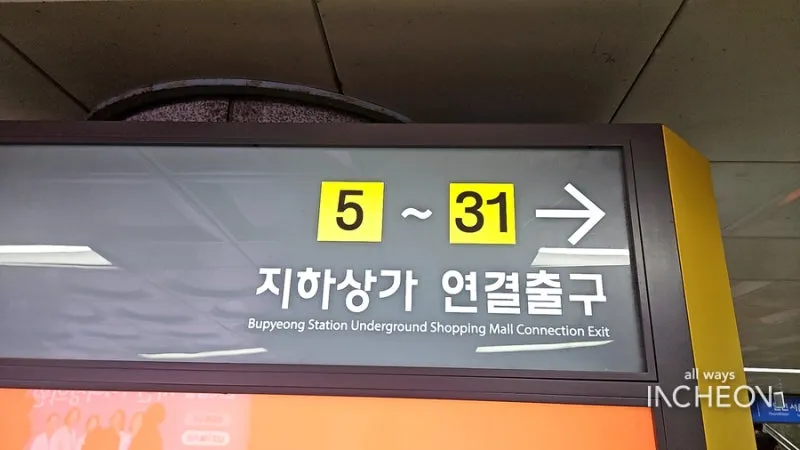 5 ~ 31 →
지하상가 연결출구
Bupyeong Station Underground Shopping Mall Connection Exit
all ways
INCHEON